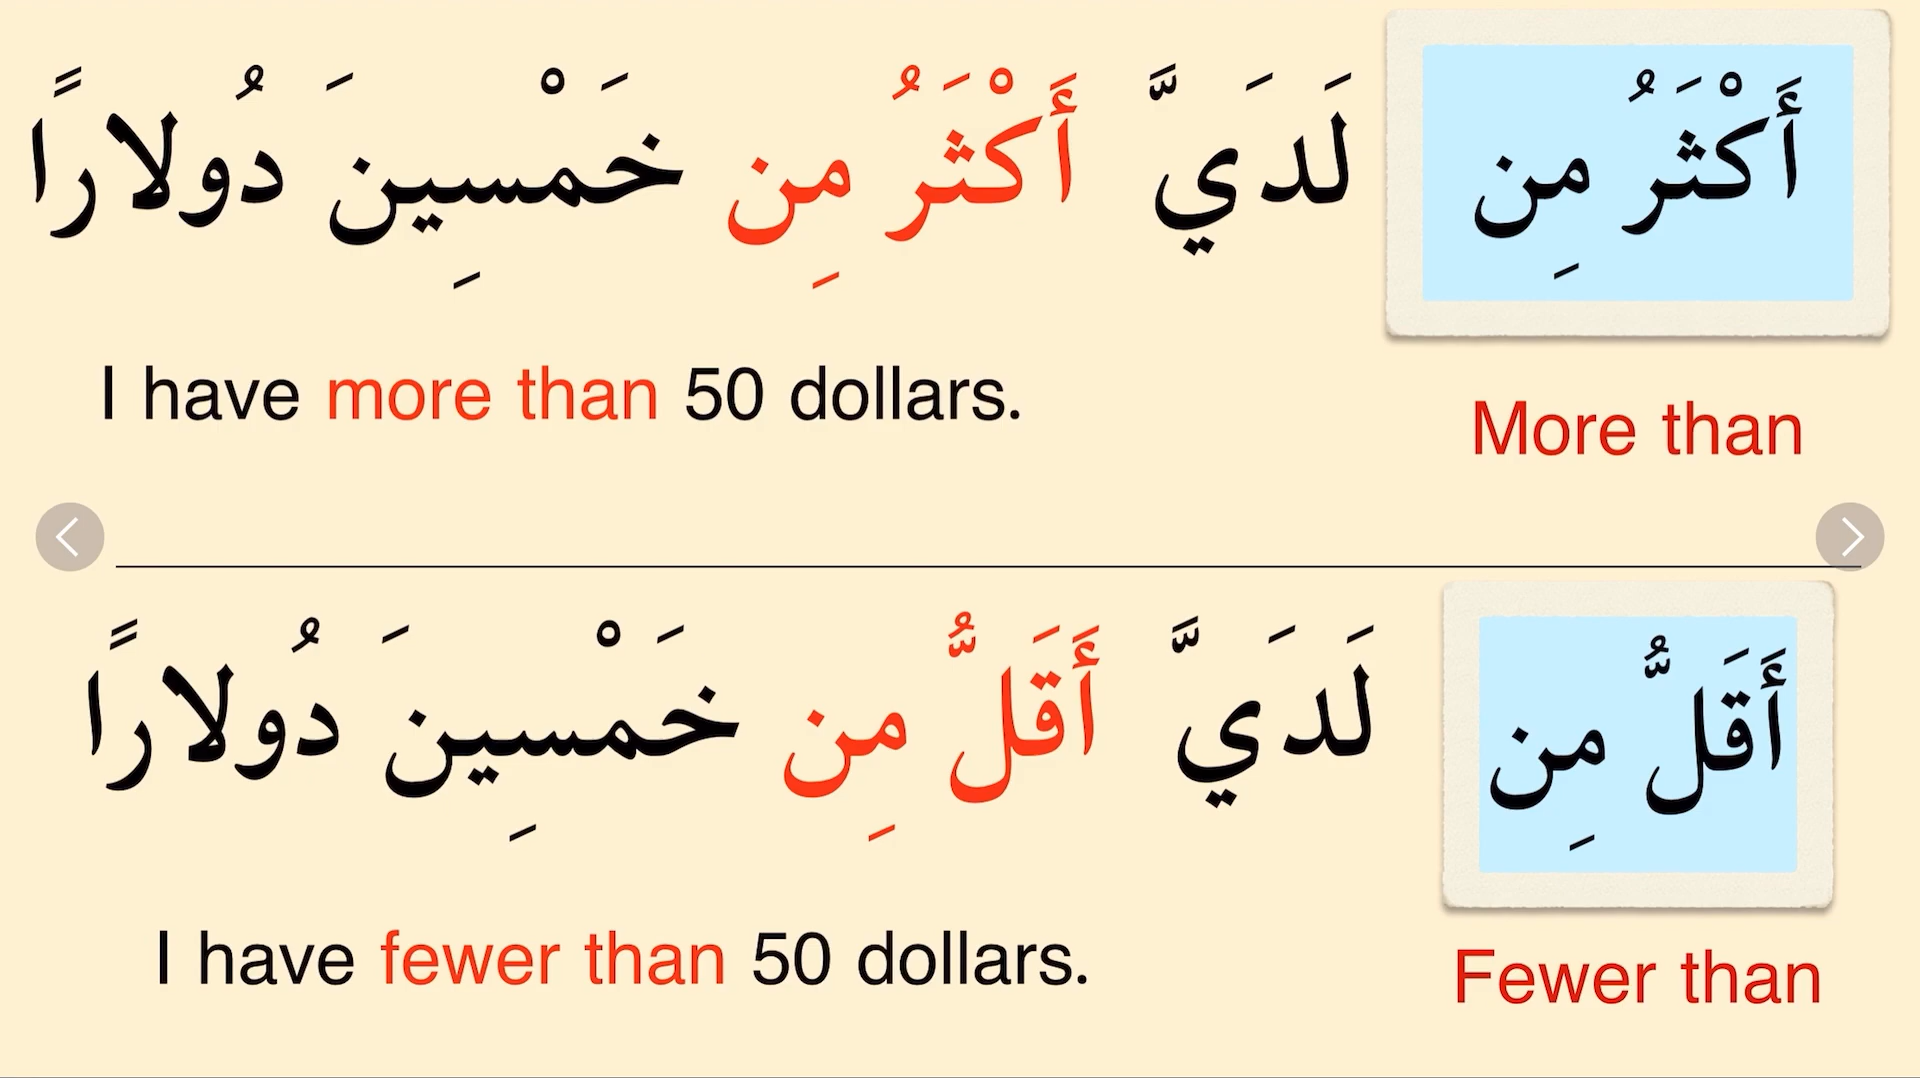 لَدَيَّ أَكْثَرُ مِن خَمْسِينَ دُولارًا
أَكْثَرُ مِن
I have more than 50 dollars.
More than
لَدَيَّ أَقَلُّ مِن خَمْسِينَ دُولارًا
أَقَلُّ مِن
I have fewer than 50 dollars.
Fewer than